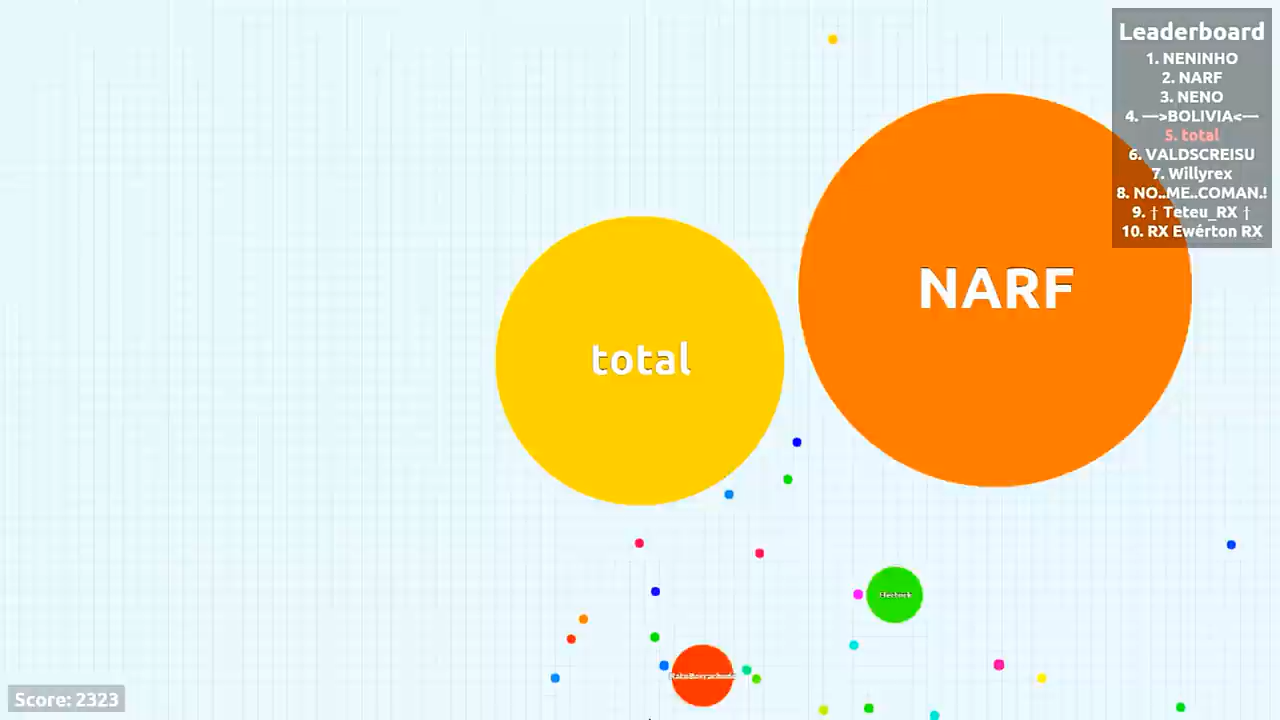 Leaderboard
1. NENINHO
2. NARF
3. NENO
4. —>BOLIVIA<—
5. total
6. VALDSCREISU
7. Willyrex
8. NO..ME..COMAN.!
9. † Teteu_RX †
10. RX Ewérton RX
NARF
total
Score: 2323